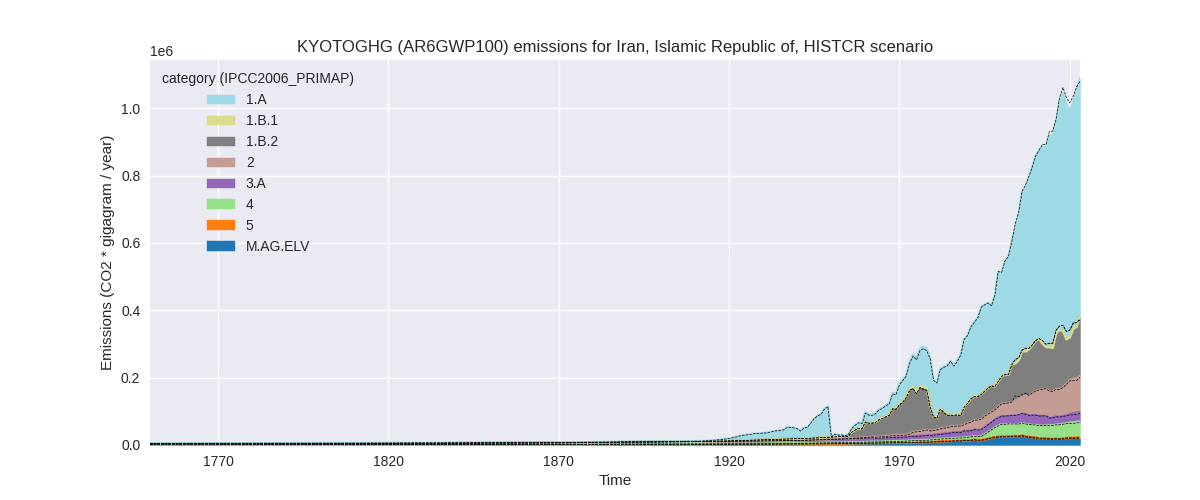 KYOTOGHG (AR6GWP100) emissions for Iran, Islamic Republic of, HISTCR scenario
1e6
category (IPCC2006_PRIMAP)
1.A
1.B.1
1.B.2
2
3.A
4
5
M.AG.ELV
Emissions (CO2 * gigagram / year)
1.0
0.8
0.6
0.4
0.2
0.0
1770
1820
1870
1920
1970
2020
Time